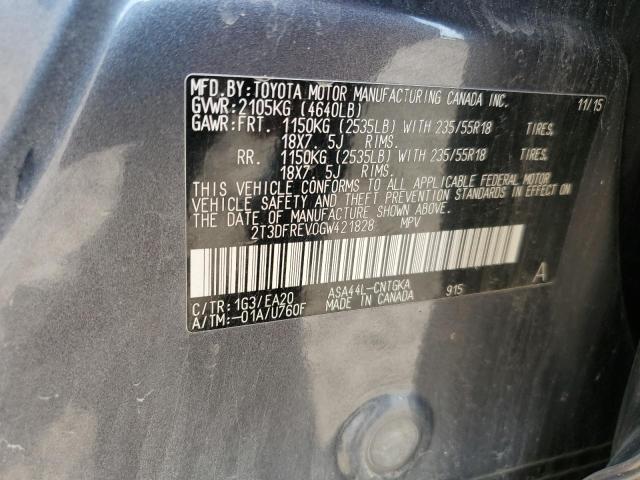 MFD.BY:TOYOTA MOTOR MANUFACTURING CANADA INC. 11/15
GVWR:2105KG (4640LB)
GAWR:FRT. 1150KG (2535LB) WITH 235/55R18 TIRES,
18X7.5J RIMS.
RR. 1150KG (2535LB) WITH 235/55R18 TIRES,
18X7.5J RIMS.
THIS VEHICLE CONFORMS TO ALL APPLICABLE FEDERAL MOTOR
VEHICLE SAFETY AND THEFT PREVENTION STANDARDS IN EFFECT ON
THE DATE OF MANUFACTURE SHOWN ABOVE.
2T3DFREV0GW421828 MPV
ASA44L-CNTGKA 915 A
C/TR:1G3/EA20 MADE IN CANADA
A/TM:-01A/U760F